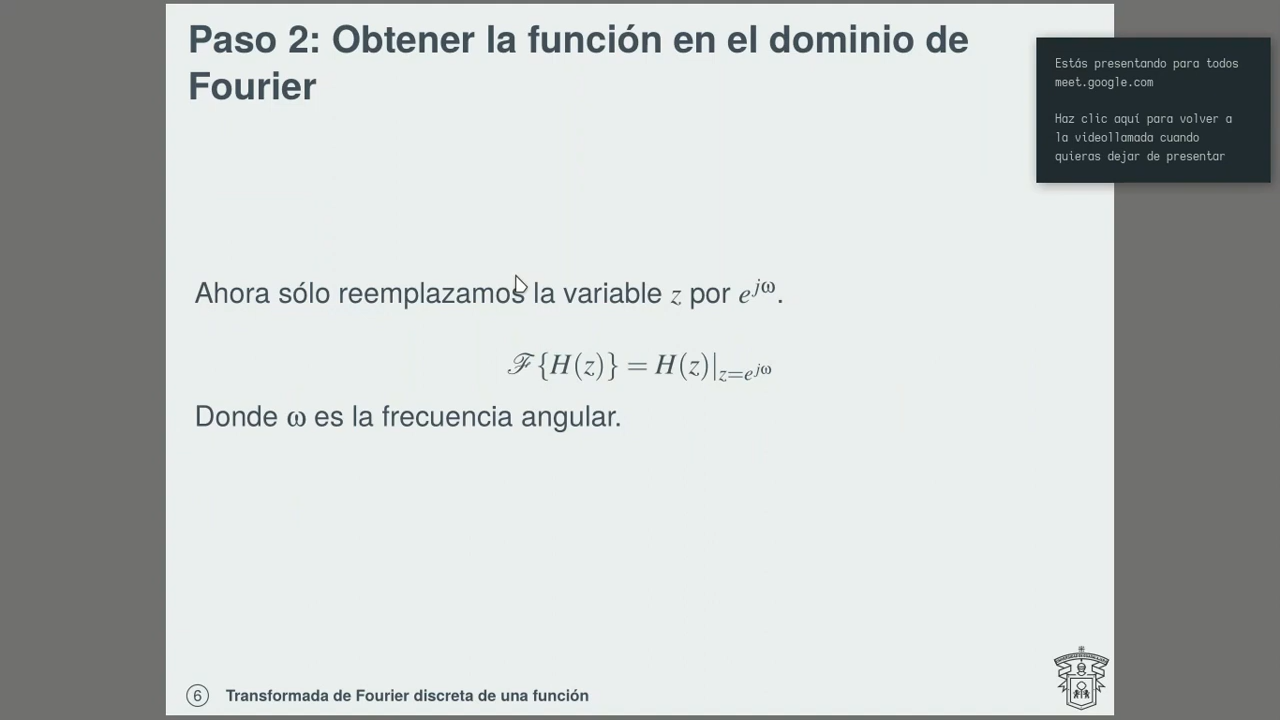 Paso 2: Obtener la función en el dominio de
Fourier
Estás presentando para todos
meet.google.com
Haz clic aquí para volver a
la videollamada cuando
quieras dejar de presentar
Ahora sólo reemplazamos la variable z por e^{jω}.
ℱ{H(z)} = H(z)|_{z=e^{jω}}
Donde ω es la frecuencia angular.
6 Transformada de Fourier discreta de una función